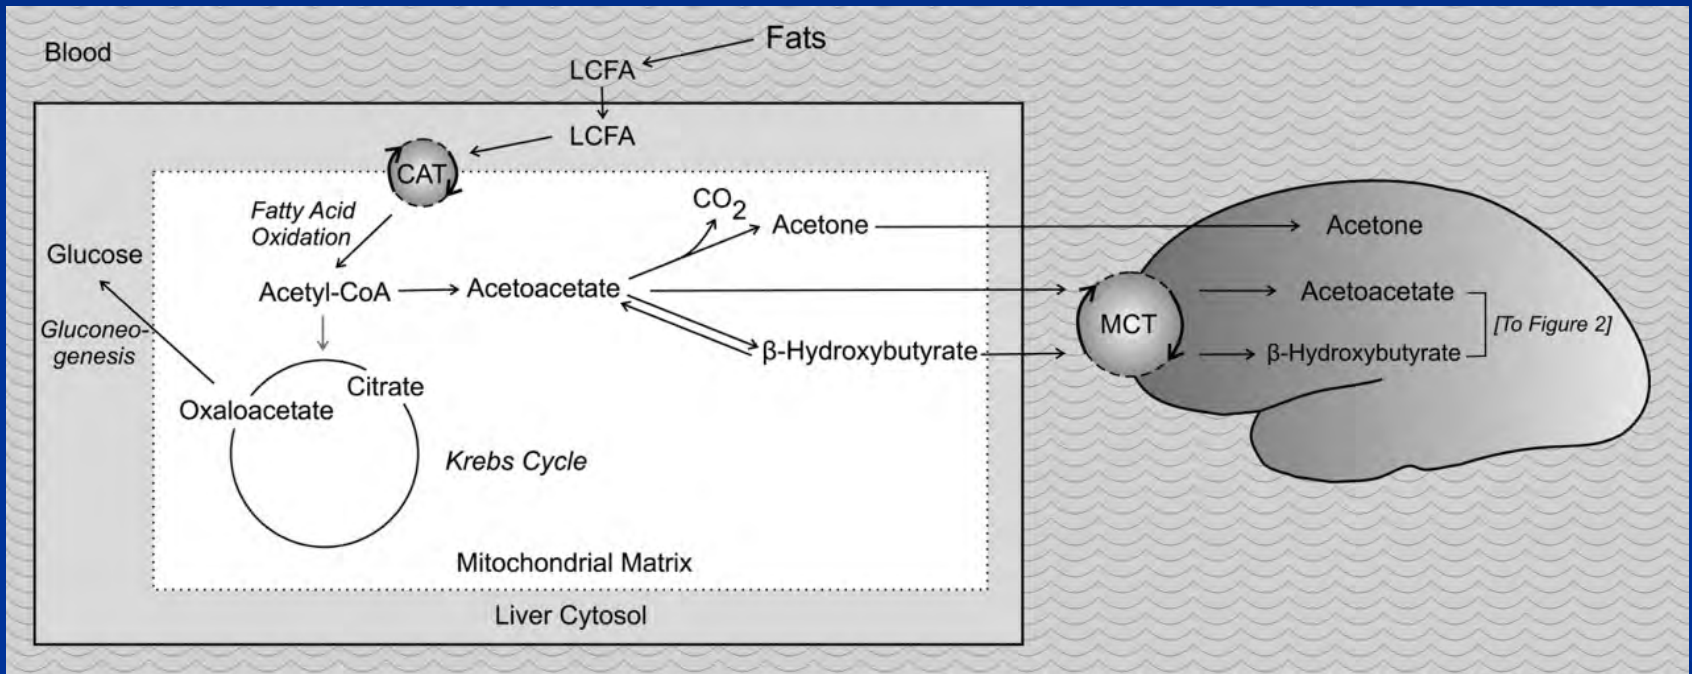 Blood
Fats
LCFA
LCFA
CAT
Fatty Acid
Oxidation
CO2
Acetone
Acetone
Glucose
Acetyl-CoA
Acetoacetate
Acetoacetate
MCT
[To Figure 2]
Gluconeo-
genesis
β-Hydroxybutyrate
β-Hydroxybutyrate
Citrate
Oxaloacetate
Krebs Cycle
Mitochondrial Matrix
Liver Cytosol